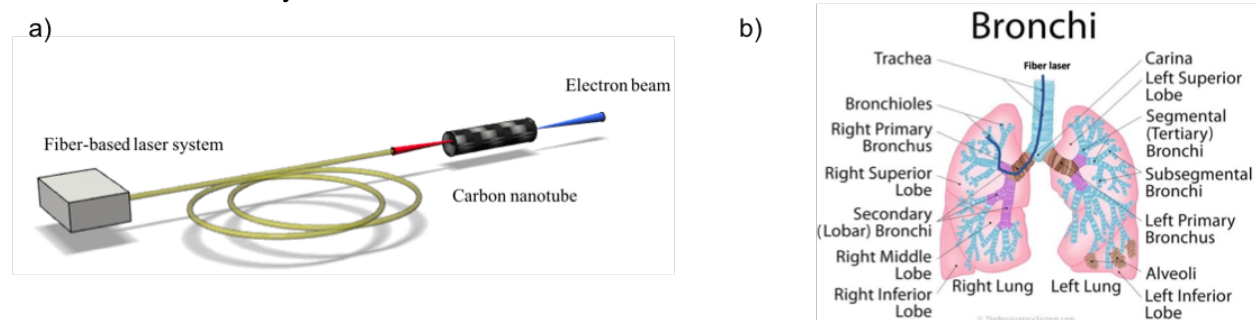 a)
Electron beam
Fiber-based laser system
Carbon nanotube
b)
Bronchi
Trachea
Fiber laser
Bronchioles
Right Primary
Bronchus
Right Superior
Lobe
Secondary
(Lobar) Bronchi
Right Middle
Lobe
Right Inferior
Lobe
Carina
Left Superior
Lobe
Segmental
(Tertiary)
Bronchi
Subsegmental
Bronchi
Left Primary
Bronchus
Alveoli
Left Inferior
Lobe
Right Lung
Left Lung